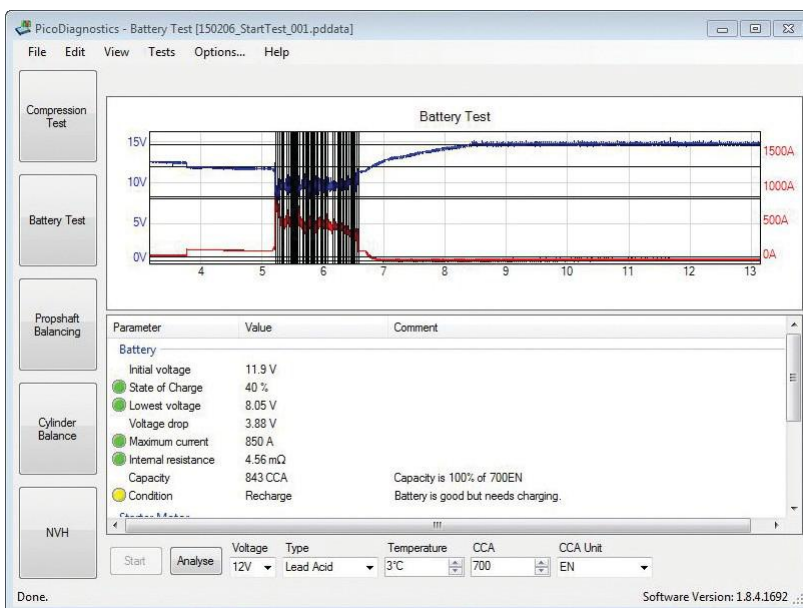 PicoDiagnostics - Battery Test [150206_StartTest_001.pddata]
File Edit View Tests Options... Help
Compression
Test
Battery Test
Propshaft
Balancing
Cylinder
Balance
NVH
Battery Test
15V
10V
5V
0V
1500A
1000A
500A
0A
4 5 6 7 8 9 10 11 12 13
Parameter Value Comment
Battery
Initial voltage 11.9 V
State of Charge 40 %
Lowest voltage 8.05 V
Voltage drop 3.88 V
Maximum current 850 A
Internal resistance 4.56 mΩ
Capacity 843 CCA Capacity is 100% of 700EN
Condition Recharge Battery is good but needs charging.
Starter Motor
Start Analyse
Voltage Type Temperature CCA CCA Unit
12V Lead Acid 3°C 700 EN
Done. Software Version: 1.8.4.1692